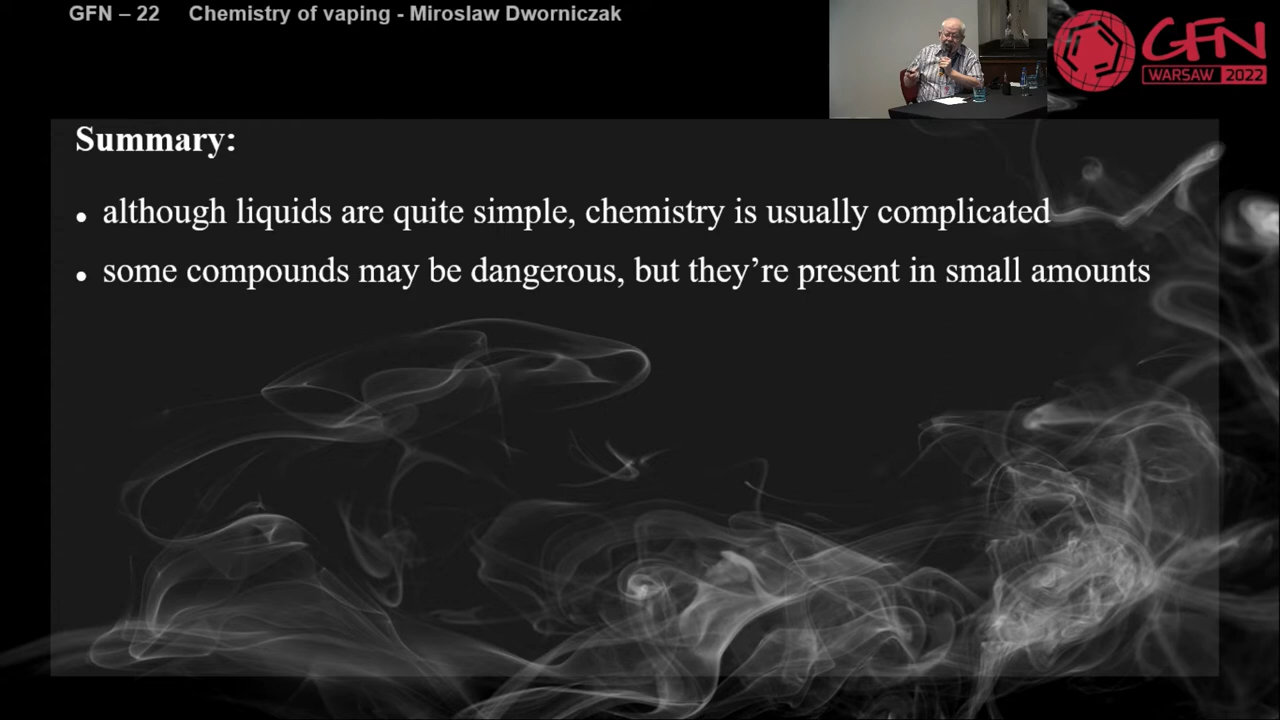 GFN – 22 Chemistry of vaping - Miroslaw Dworniczak
GFN
WARSAW 2022
Summary:
• although liquids are quite simple, chemistry is usually complicated
• some compounds may be dangerous, but they’re present in small amounts